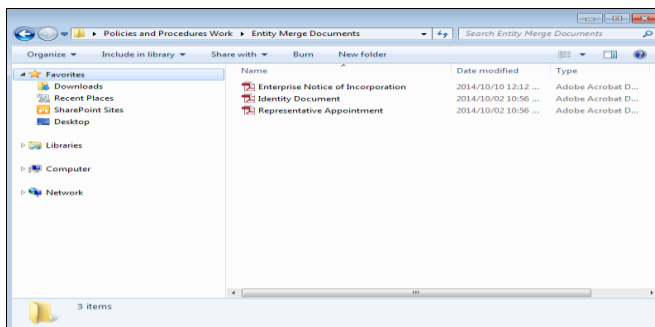 Policies and Procedures Work ▸ Entity Merge Documents
Search Entity Merge Documents
Organize Include in library Share with Burn New folder
Favorites
Downloads
Recent Places
SharePoint Sites
Desktop
Libraries
Computer
Network
Name Date modified Type
Enterprise Notice of Incorporation 2014/10/10 12:12 ... Adobe Acrobat D...
Identity Document 2014/10/02 10:56 ... Adobe Acrobat D...
Representative Appointment 2014/10/02 10:56 ... Adobe Acrobat D...
3 items